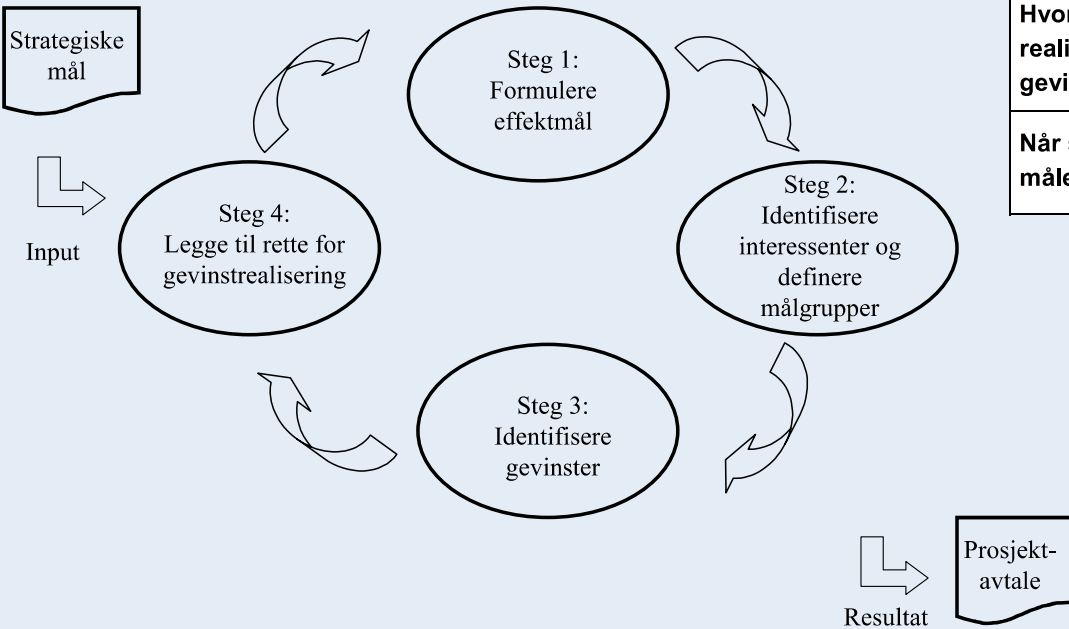 Strategiske
mål
Input
Steg 1:
Formulere
effektmål
Steg 2:
Identifisere
interessenter og
definere
målgrupper
Steg 3:
Identifisere
gevinster
Steg 4:
Legge til rette for
gevinstrealisering
Resultat
Prosjekt-
avtale
Når